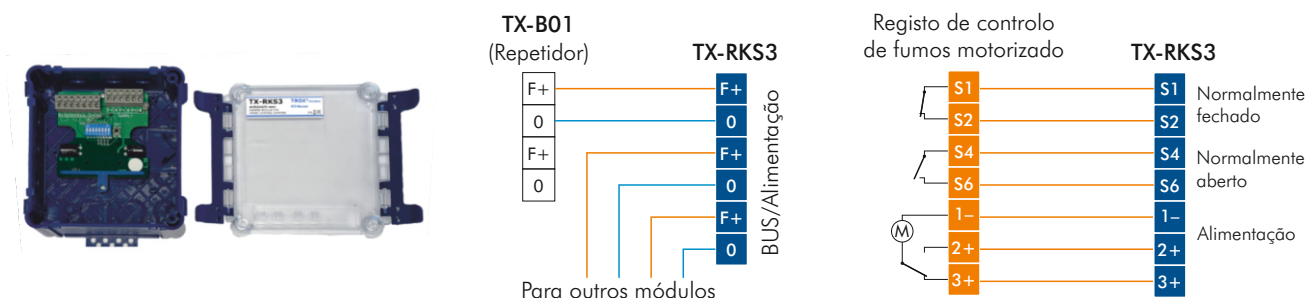 TX-RKS3
TROX
TX-B01
(Repetidor)
F+
0
F+
0
TX-RKS3
F+
0
F+
0
F+
0
BUS/Alimentação
Para outros módulos
Registo de controlo
de fumos motorizado
S1
S2
S4
S6
1–
2+
3+
M
TX-RKS3
S1
S2
S4
S6
1–
2+
3+
Normalmente
fechado
Normalmente
aberto
Alimentação